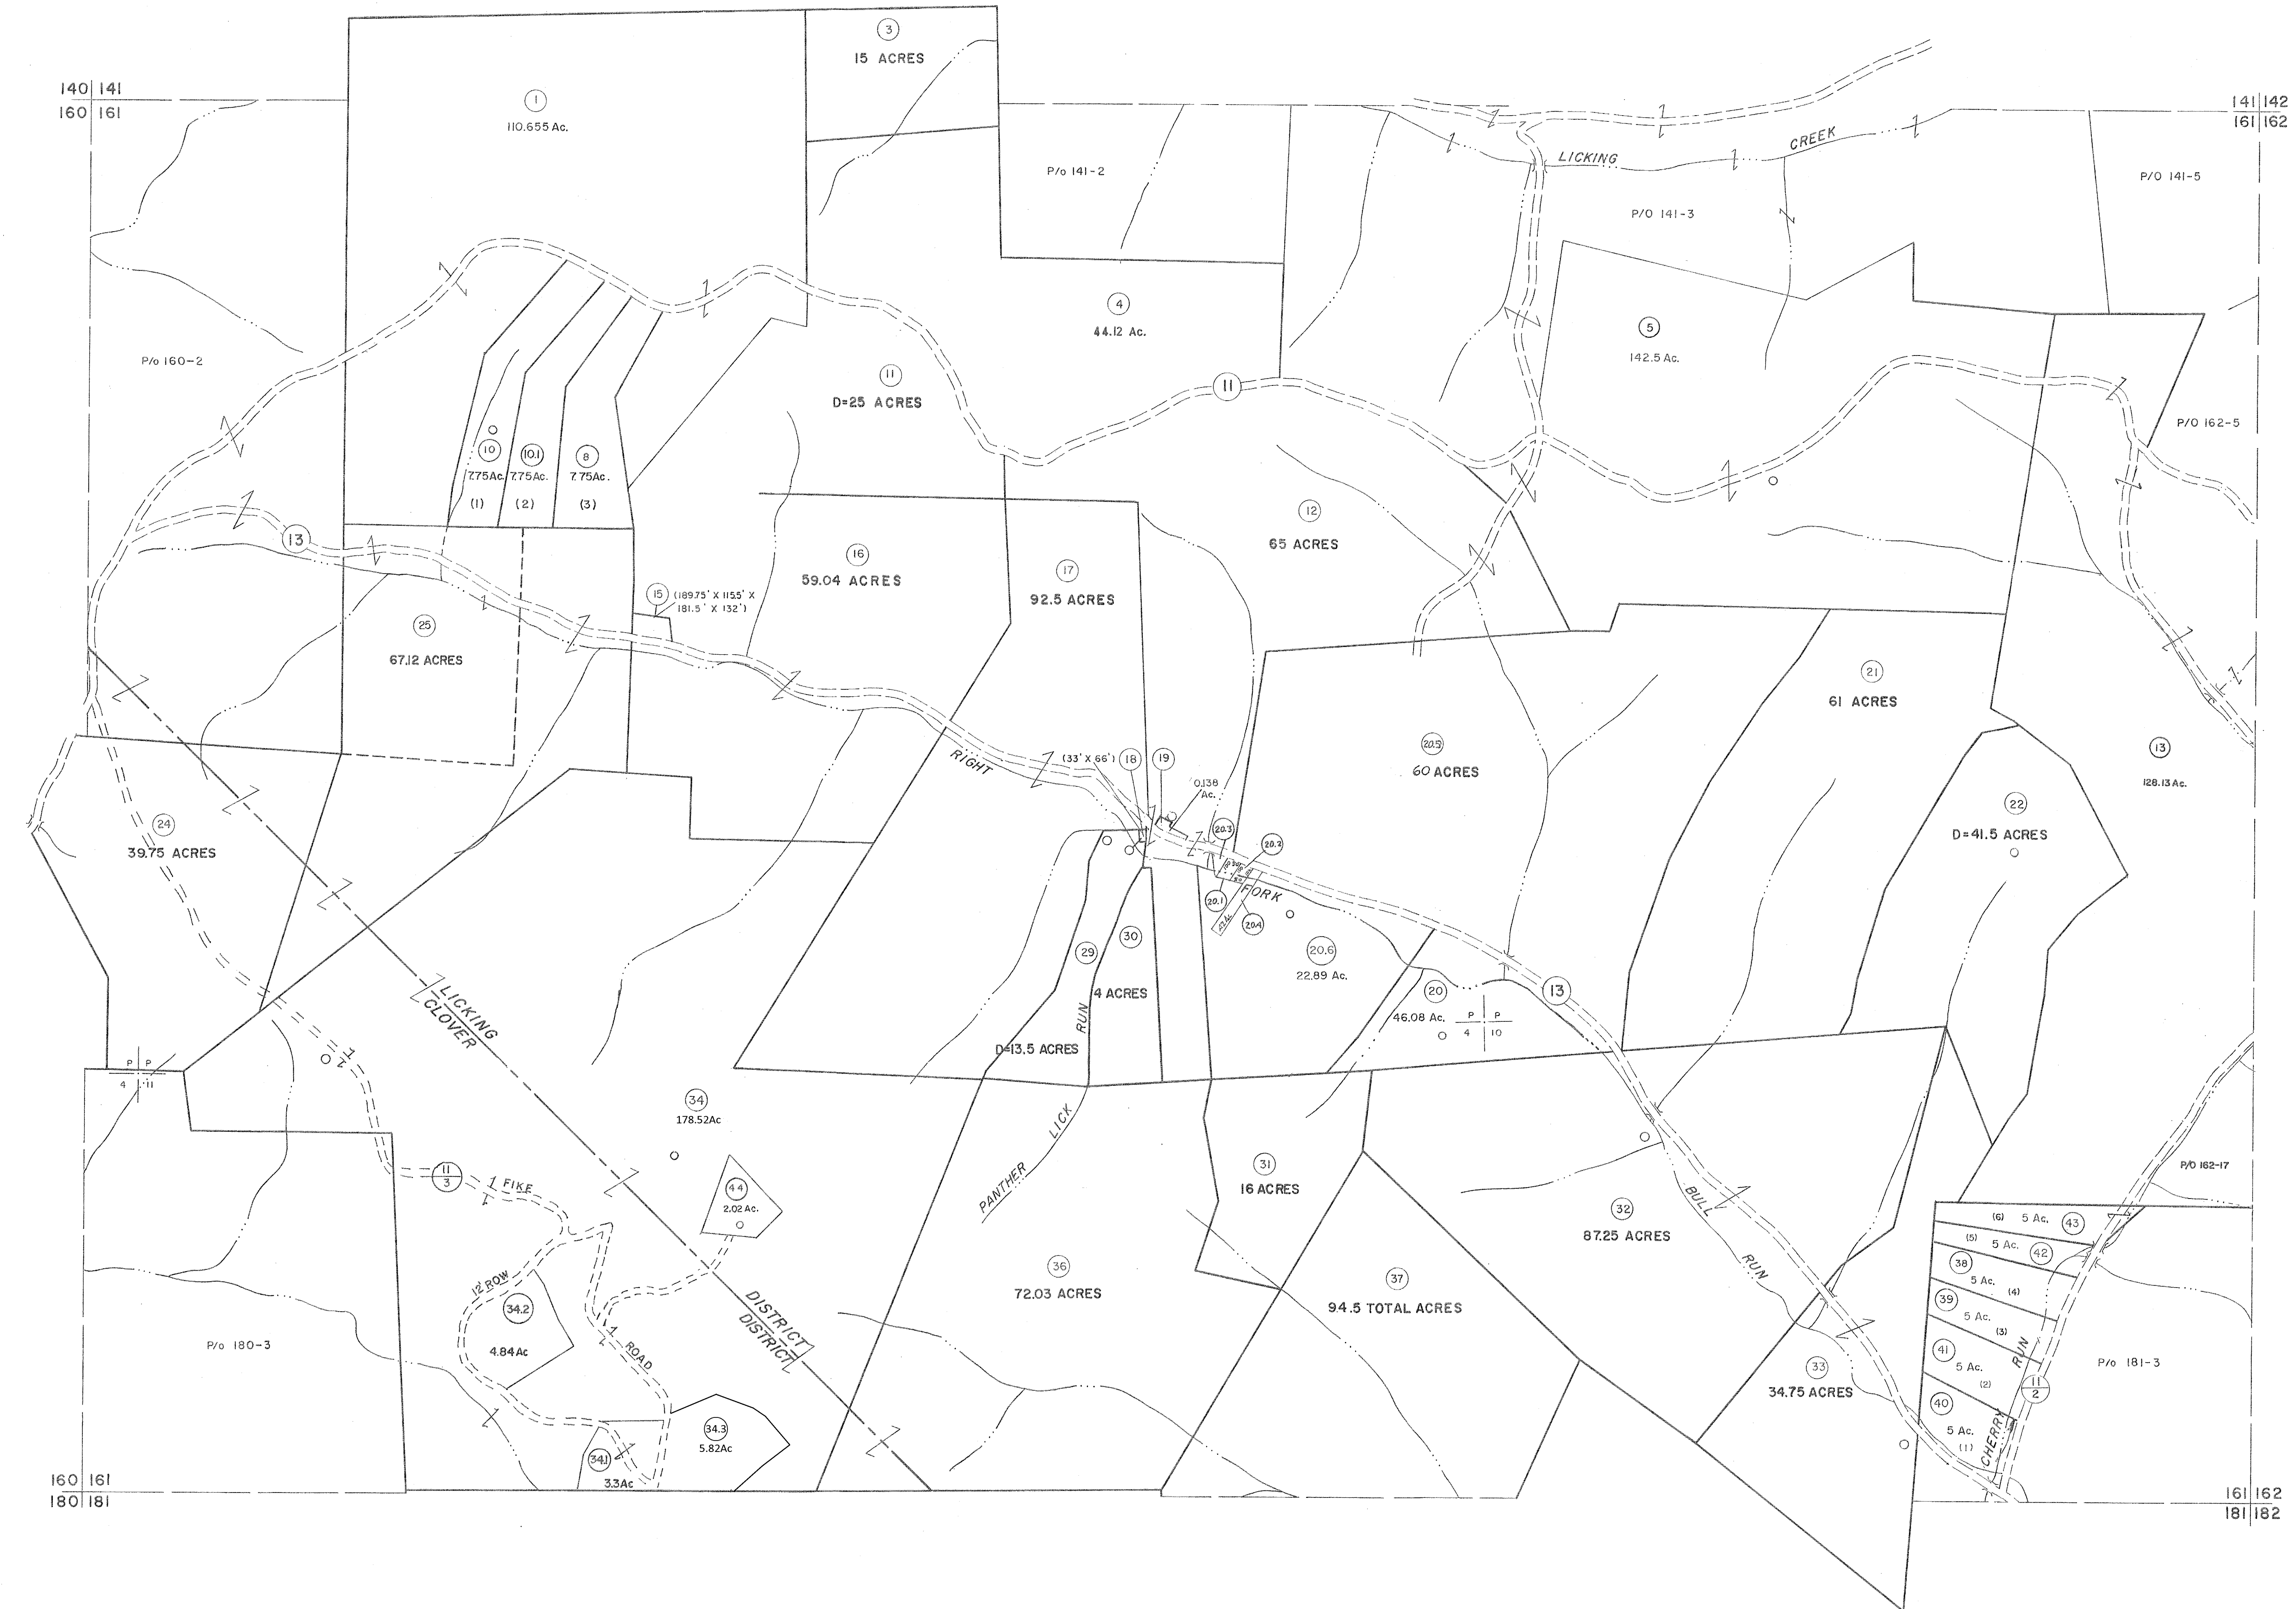 3
15 ACRES
140 141
160 161
1
110.655 Ac.
141 142
161 162
CREEK
LICKING
P/o 141-2
P/O 141-5
P/O 141-3
4
44.12 Ac.
5
142.5 Ac.
P/o 160-2
11
D=25 ACRES
11
P/O 162-5
10
7.75Ac.
(1)
10.1
7.75Ac.
(2)
8
7.75Ac.
(3)
12
65 ACRES
13
16
59.04 ACRES
17
92.5 ACRES
15
(189.75' X 115.5' X
181.5' X 132')
25
67.12 ACRES
21
61 ACRES
20.5
60 ACRES
13
128.13 Ac.
RIGHT
(33' X 66')
18
19
0.138
Ac.
22
D=41.5 ACRES
24
39.75 ACRES
20.3
20.2
FORK
20.1
20.4
29
30
20.6
22.89 Ac.
4 ACRES
RUN
20
46.08 Ac.
P P
4 10
13
LICKING
CLOVER
D=13.5 ACRES
P P
4 11
34
178.52Ac
LICK
PANTHER
11
3
FIKE
44
2.02 Ac.
31
16 ACRES
32
87.25 ACRES
BULL
RUN
P/O 162-17
(6) 5 Ac. 43
(5) 5 Ac. 42
38
5 Ac.
(4)
39
5 Ac.
(3)
41
5 Ac.
(2)
40
5 Ac.
(1)
RUN
CHERRY
11
2
P/o 181-3
36
72.03 ACRES
37
94.5 TOTAL ACRES
12' ROW
34.2
4.84Ac
DISTRICT
DISTRICT
P/o 180-3
ROAD
33
34.75 ACRES
34.3
5.82Ac
34.1
3.3Ac
160 161
180 181
161 162
181 182